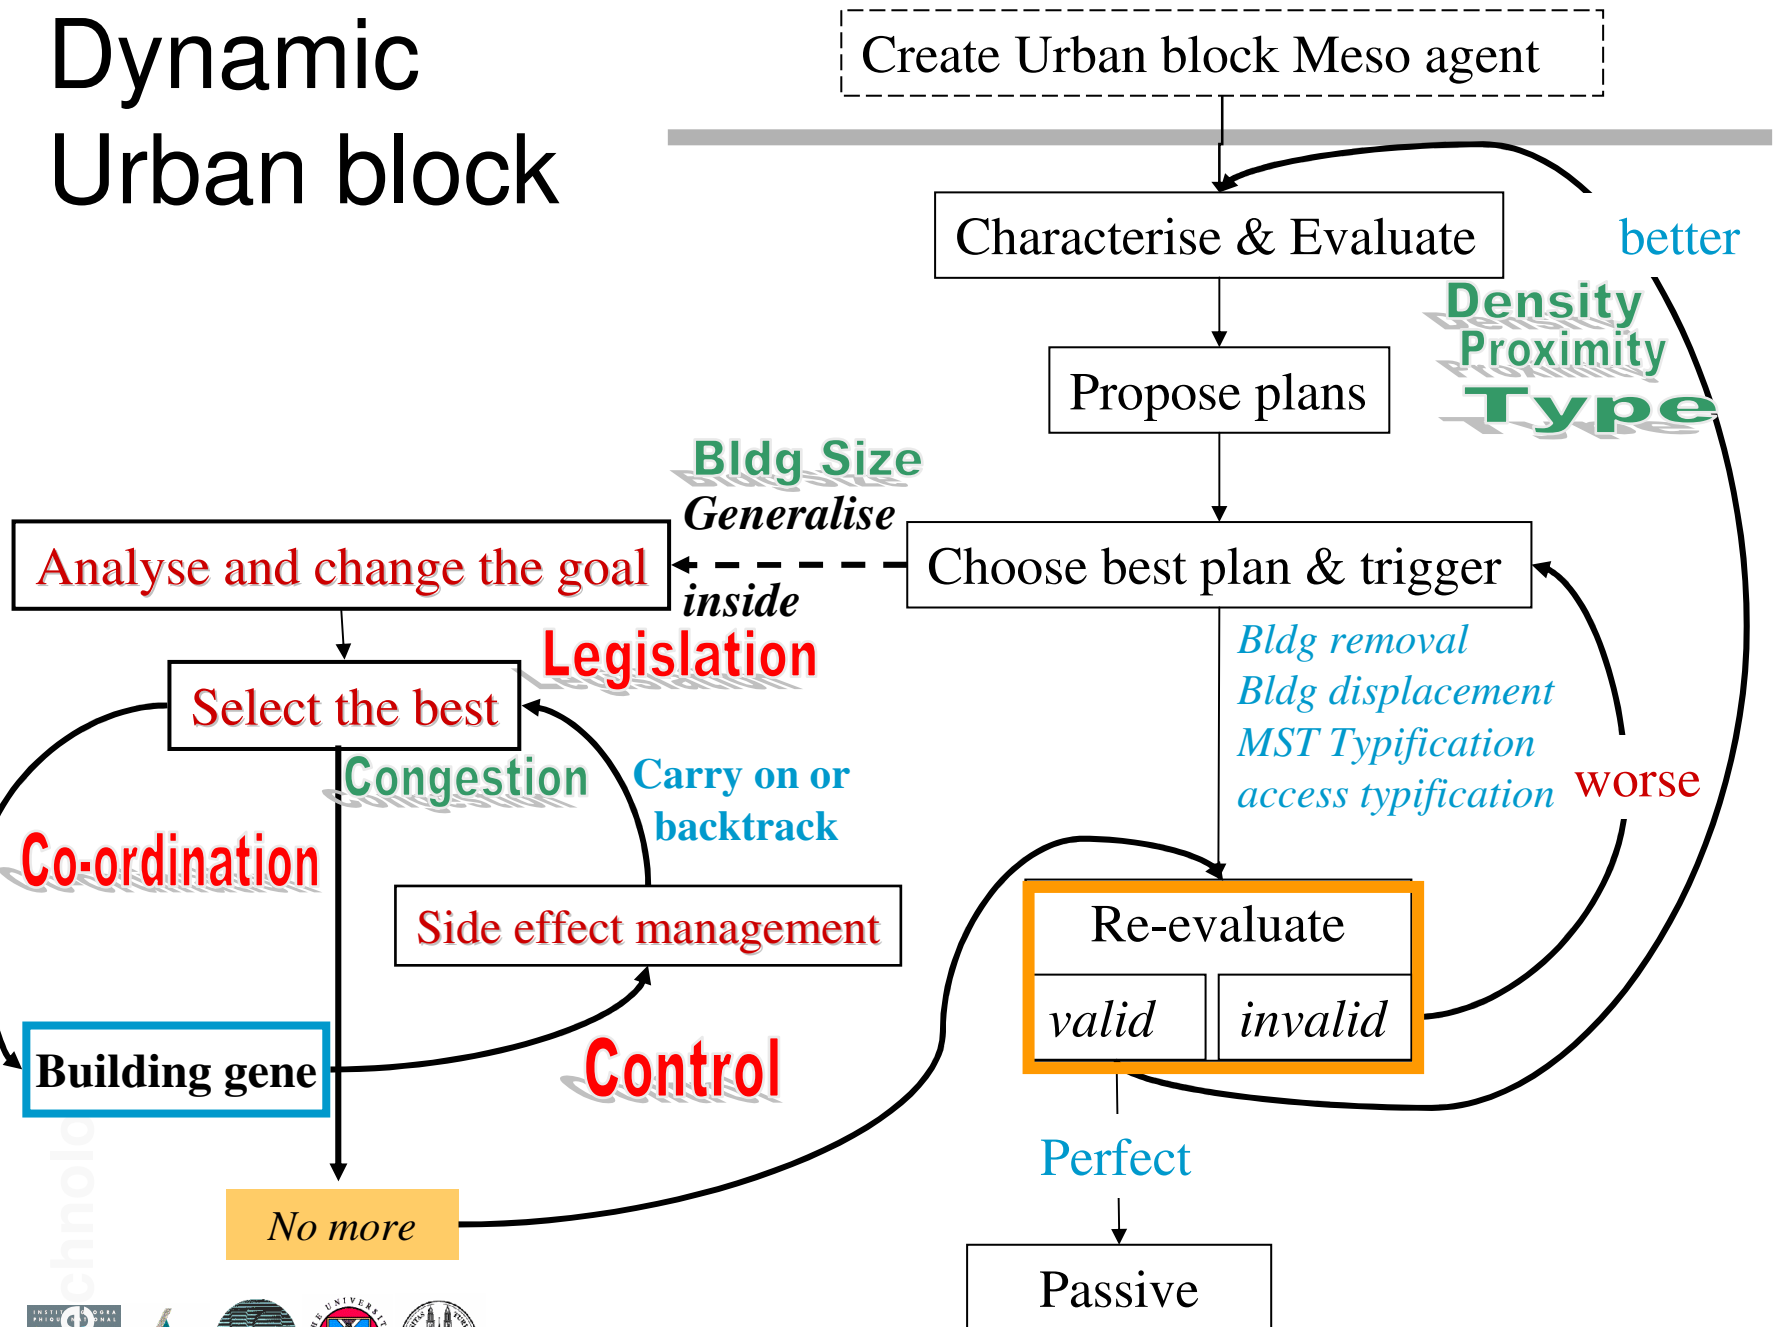 Dynamic
Urban block
Create Urban block Meso agent
Characterise & Evaluate
better
Density
Proximity
Type
Propose plans
Bldg Size
Generalise
inside
Analyse and change the goal
Choose best plan & trigger
Legislation
Select the best
Bldg removal
Bldg displacement
MST Typification
access typification
worse
Congestion
Carry on or
backtrack
Co-ordination
Side effect management
Re-evaluate
valid
invalid
Building gene
Control
Perfect
No more
Passive